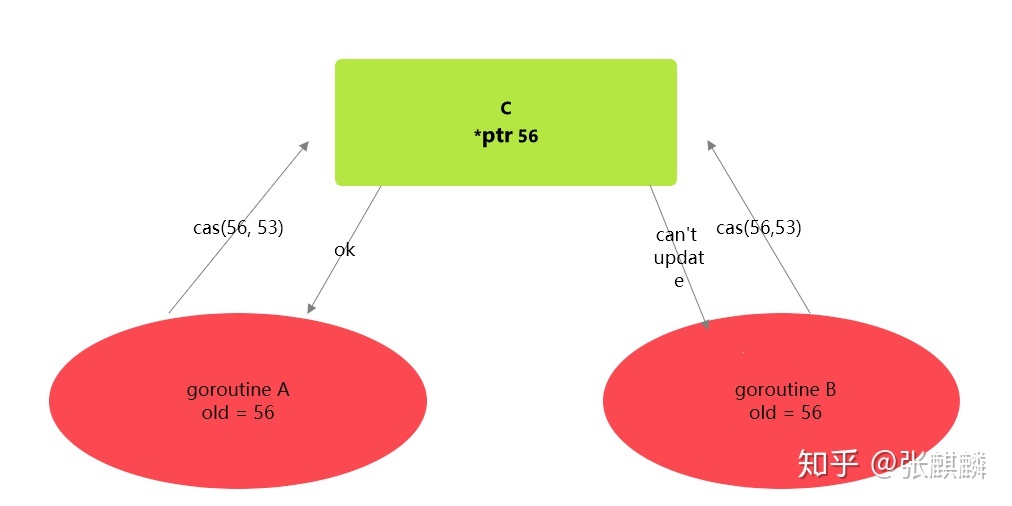 C
*ptr 56
cas(56, 53)
ok
can't
updat
e
cas(56,53)
goroutine A
old = 56
goroutine B
old = 56
知乎 @张麒麟